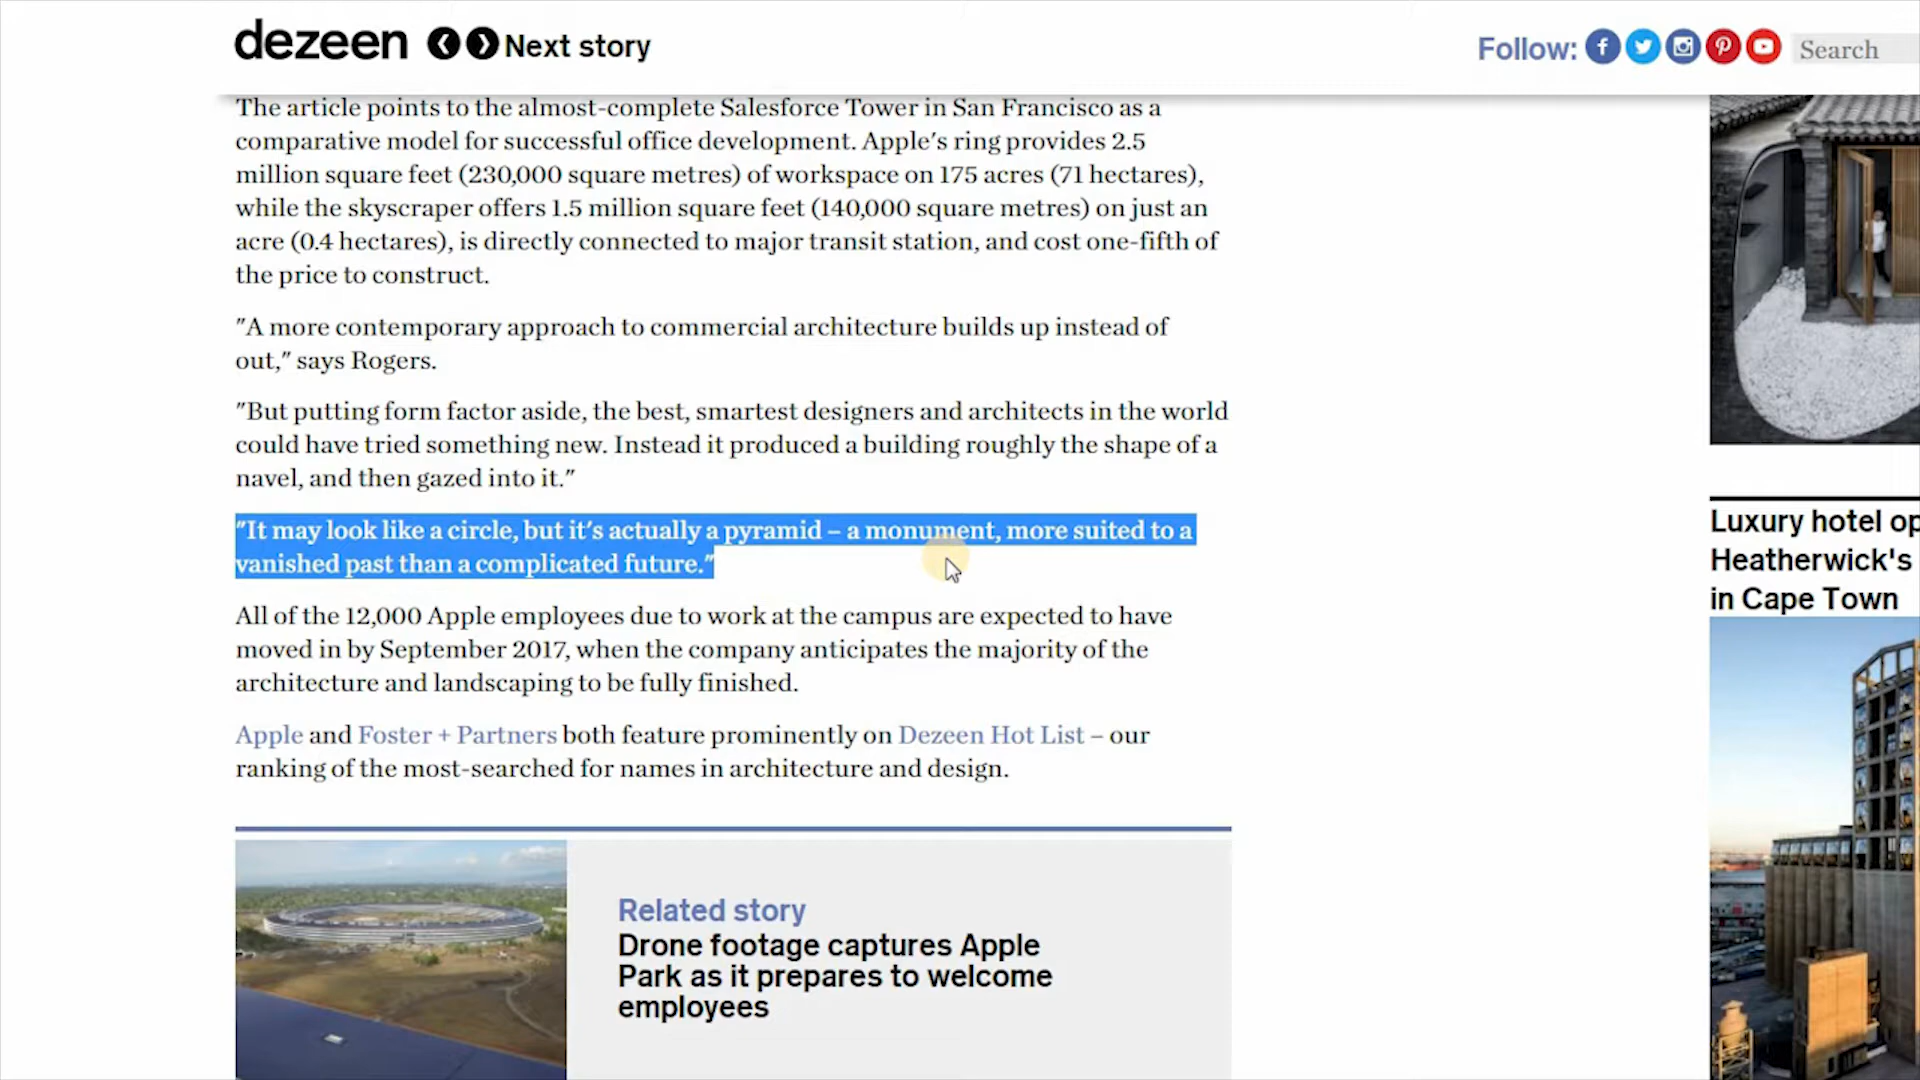 dezeen Next story
Follow: Search
The article points to the almost-complete Salesforce Tower in San Francisco as a
comparative model for successful office development. Apple's ring provides 2.5
million square feet (230,000 square metres) of workspace on 175 acres (71 hectares),
while the skyscraper offers 1.5 million square feet (140,000 square metres) on just an
acre (0.4 hectares), is directly connected to major transit station, and cost one-fifth of
the price to construct.
"A more contemporary approach to commercial architecture builds up instead of
out," says Rogers.
"But putting form factor aside, the best, smartest designers and architects in the world
could have tried something new. Instead it produced a building roughly the shape of a
navel, and then gazed into it."
"It may look like a circle, but it's actually a pyramid – a monument, more suited to a
vanished past than a complicated future."
All of the 12,000 Apple employees due to work at the campus are expected to have
moved in by September 2017, when the company anticipates the majority of the
architecture and landscaping to be fully finished.
Apple and Foster + Partners both feature prominently on Dezeen Hot List – our
ranking of the most-searched for names in architecture and design.
Related story
Drone footage captures Apple
Park as it prepares to welcome
employees
Luxury hotel op
Heatherwick's
in Cape Town